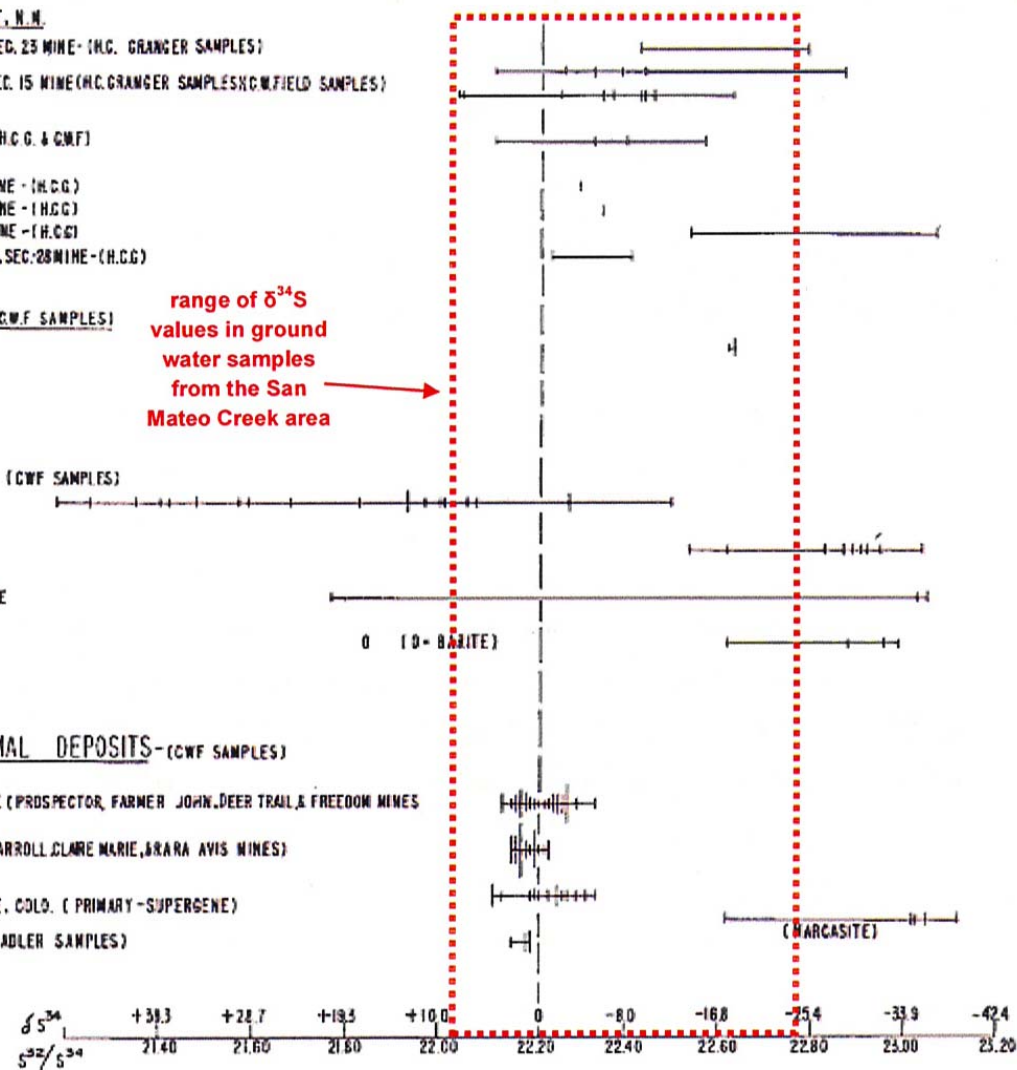 T, N.M.
EC. 23 MINE-(H.C. GRANGER SAMPLES)
EC. 15 MINE (H.C. GRANGER SAMPLES)(C.W. FIELD SAMPLES)
H.C.G. & C.W.F)
NE - (H.C.G.)
NE - (H.C.G)
NE - (H.C.G)
, SEC. 28 MINE - (H.C.G)
C.W.F SAMPLES)
range of δ³⁴S
values in ground
water samples
from the San
Mateo Creek area
(CWF SAMPLES)
E
0 (0 - BARITE)
MAL DEPOSITS-(CWF SAMPLES)
(PROSPECTOR, FARMER JOHN, DEER TRAIL, & FREEDOM MINES
ARROLL, CLARE MARIE, & RARA AVIS MINES)
E, COLO. ( PRIMARY - SUPERGENE)
(MARCASITE)
ADLER SAMPLES)
δS³⁴ +38.3 +28.7 +19.3 +10.0 0 -8.0 -16.8 -25.4 -33.9 -42.4
S³²/S³⁴ 21.40 21.60 21.80 22.00 22.20 22.40 22.60 22.80 23.00 23.20